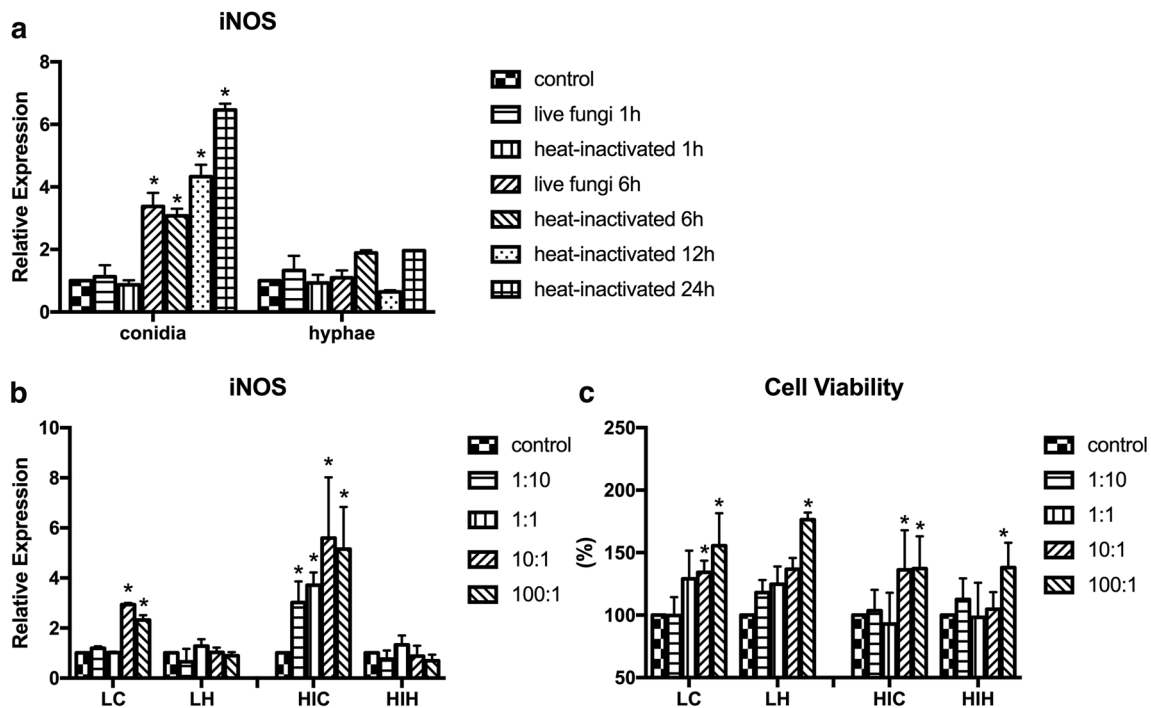 a
iNOS
Relative Expression
8
6
4
2
0
* * * *
conidia hyphae
control
live fungi 1h
heat-inactivated 1h
live fungi 6h
heat-inactivated 6h
heat-inactivated 12h
heat-inactivated 24h
b
iNOS
Relative Expression
10
8
6
4
2
0
* * * * * *
LC LH HIC HIH
control
1:10
1:1
10:1
100:1
c
Cell Viability
(%)
250
200
150
100
50
* * * * * *
LC LH HIC HIH
control
1:10
1:1
10:1
100:1